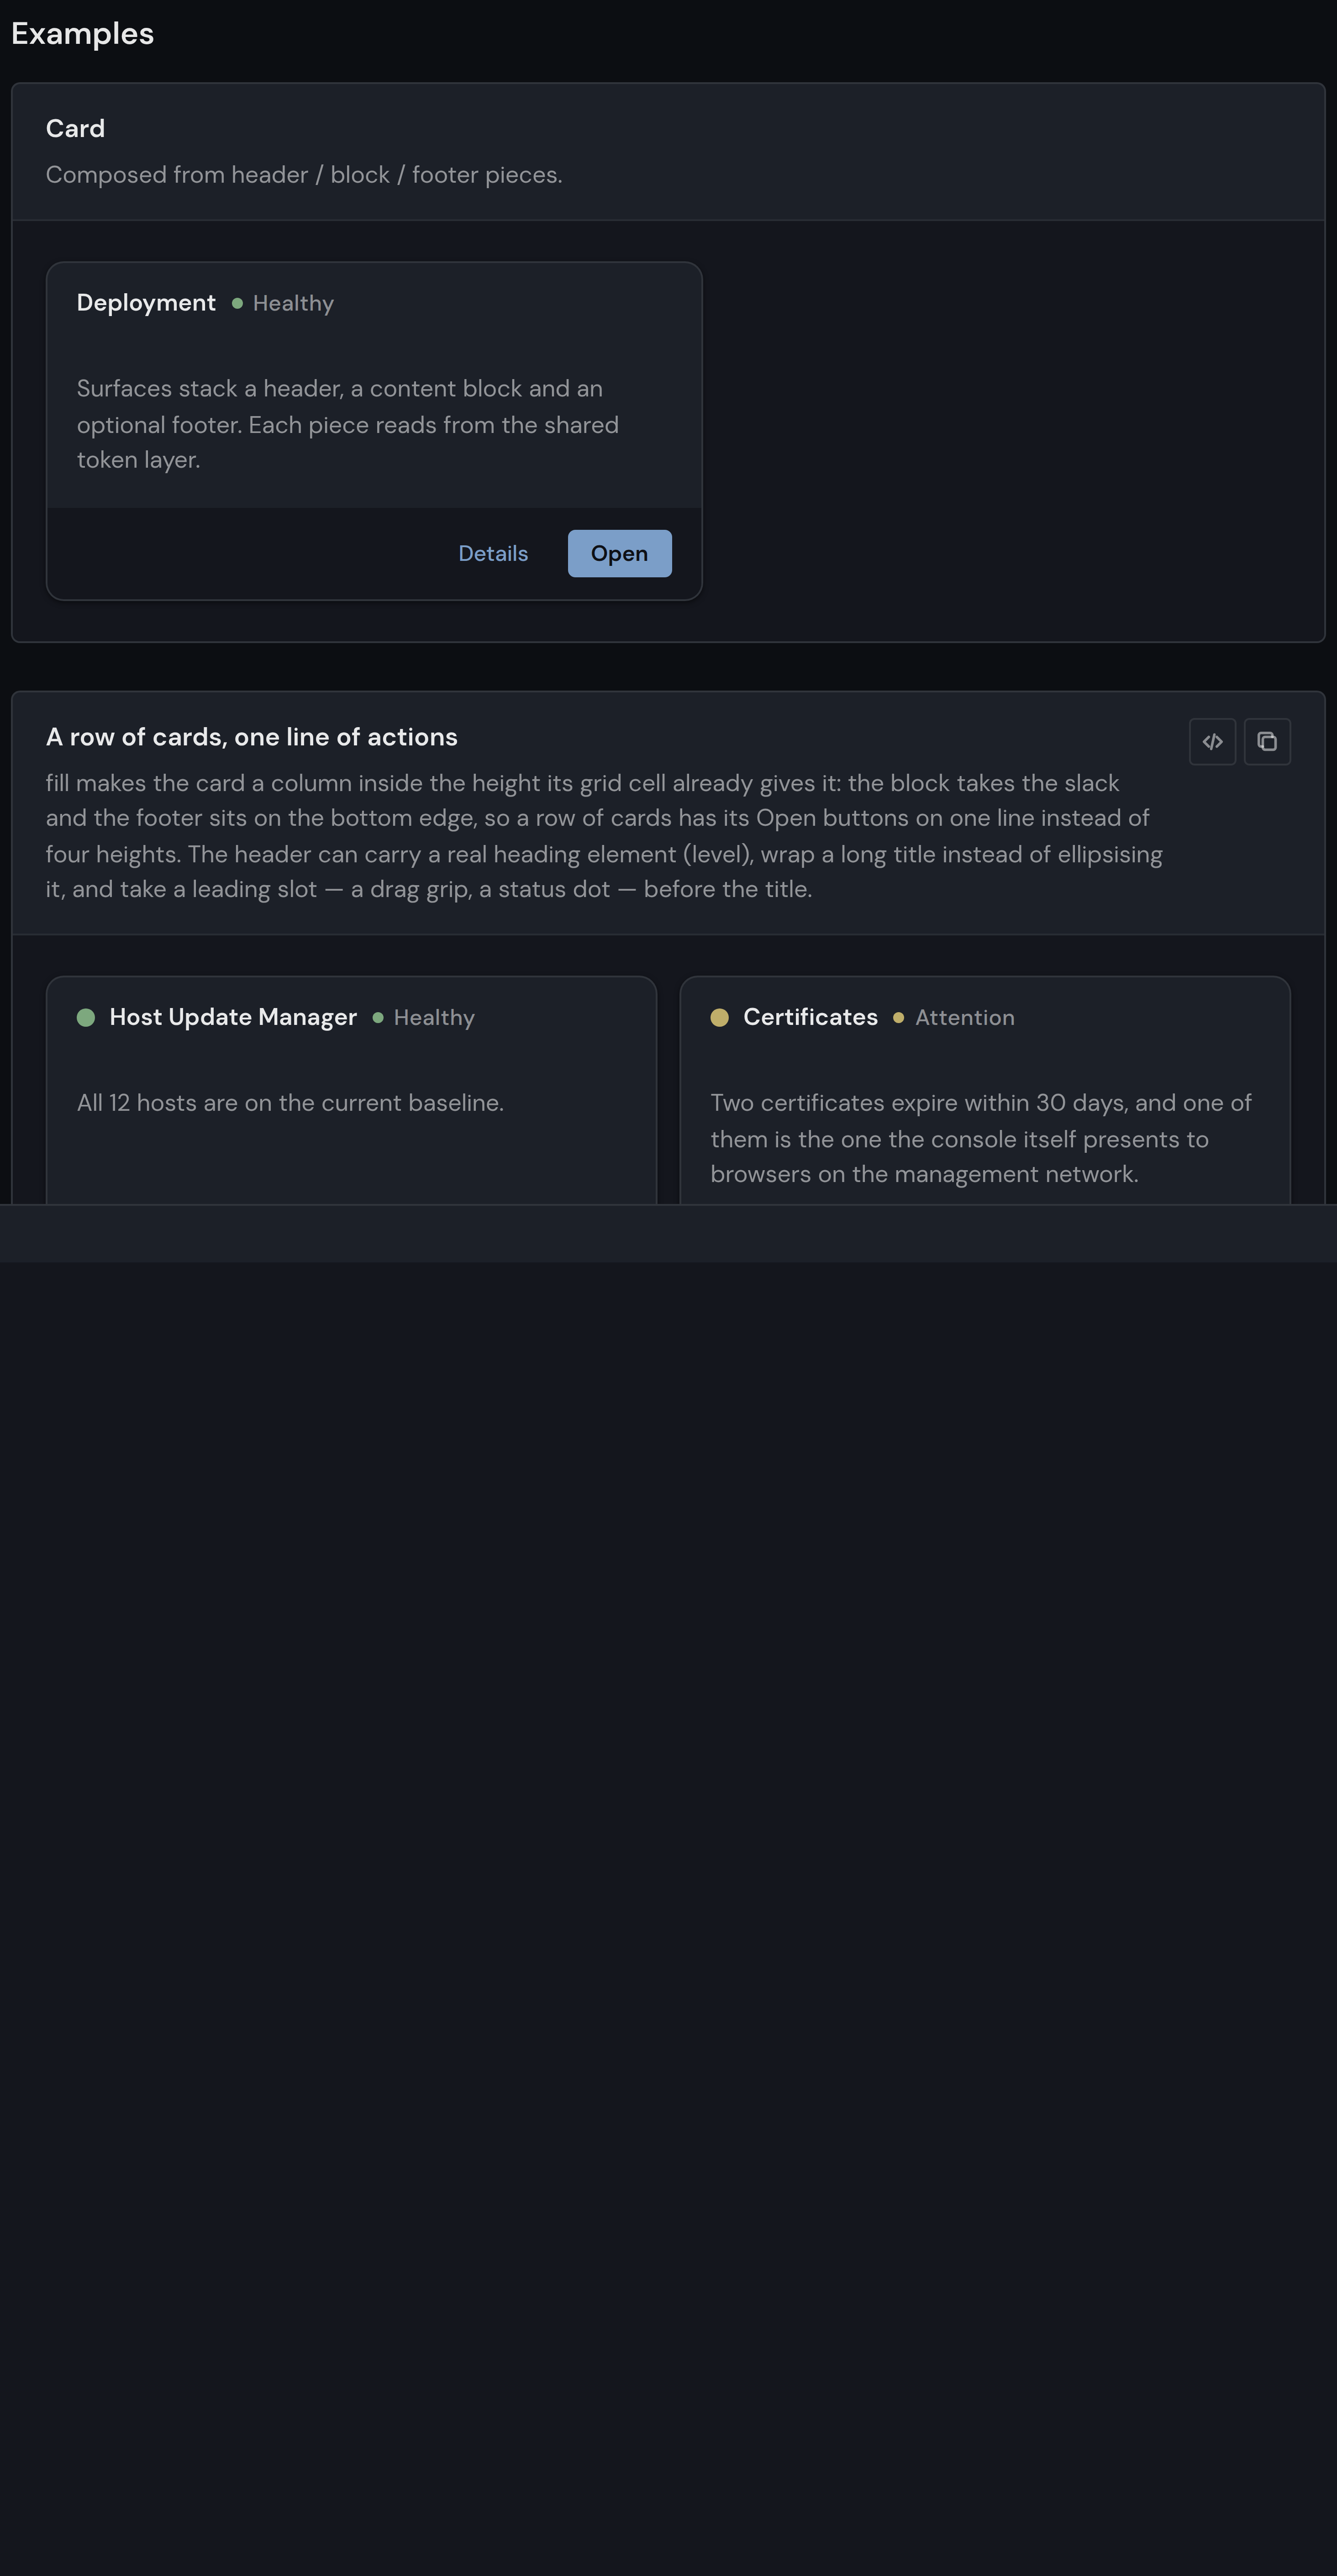 Examples
Card
Composed from header / block / footer pieces.
Deployment Healthy
Surfaces stack a header, a content block and an
optional footer. Each piece reads from the shared
token layer.
Details Open
A row of cards, one line of actions
fill makes the card a column inside the height its grid cell already gives it: the block takes the slack
and the footer sits on the bottom edge, so a row of cards has its Open buttons on one line instead of
four heights. The header can carry a real heading element (level), wrap a long title instead of ellipsising
it, and take a leading slot — a drag grip, a status dot — before the title.
Host Update Manager Healthy
All 12 hosts are on the current baseline.
Certificates Attention
Two certificates expire within 30 days, and one of
them is the one the console itself presents to
browsers on the management network.